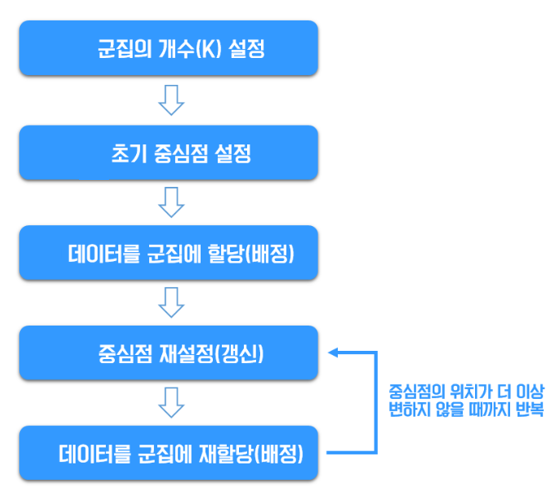 군집의 개수(K) 설정
초기 중심점 설정
데이터를 군집에 할당(배정)
중심점 재설정(갱신)
중심점의 위치가 더 이상
변하지 않을 때까지 반복
데이터를 군집에 재할당(배정)